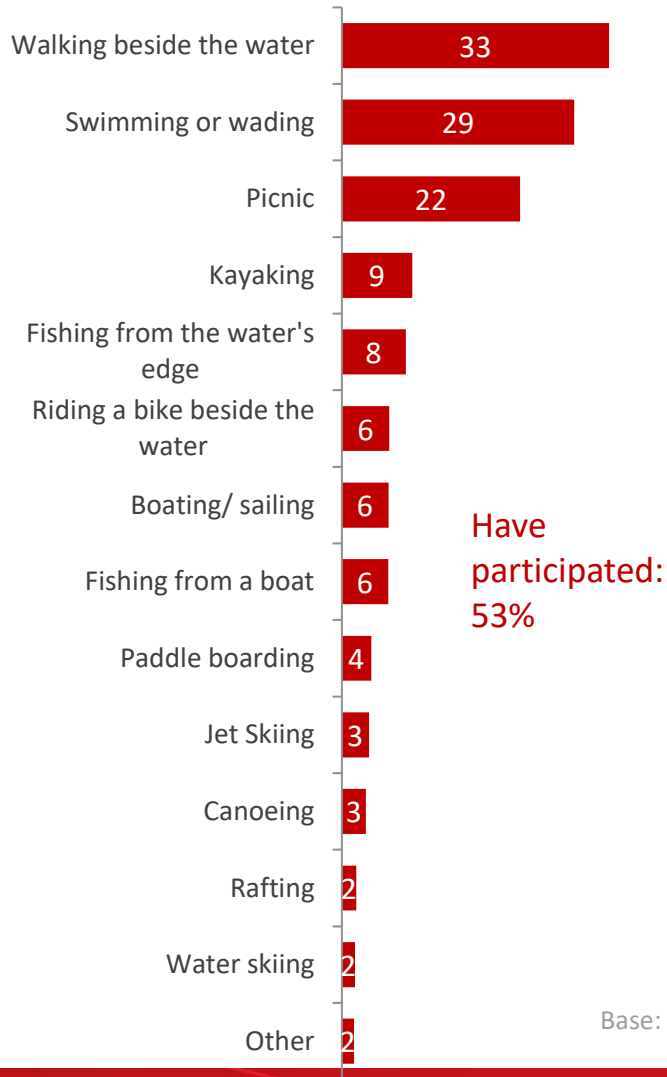 Walking beside the water 33
Swimming or wading 29
Picnic 22
Kayaking 9
Fishing from the water's
edge 8
Riding a bike beside the
water 6
Boating/ sailing 6
Fishing from a boat 6
Have
participated:
53%
Paddle boarding 4
Jet Skiing 3
Canoeing 3
Rafting 2
Water skiing 2
Other 2
Base: